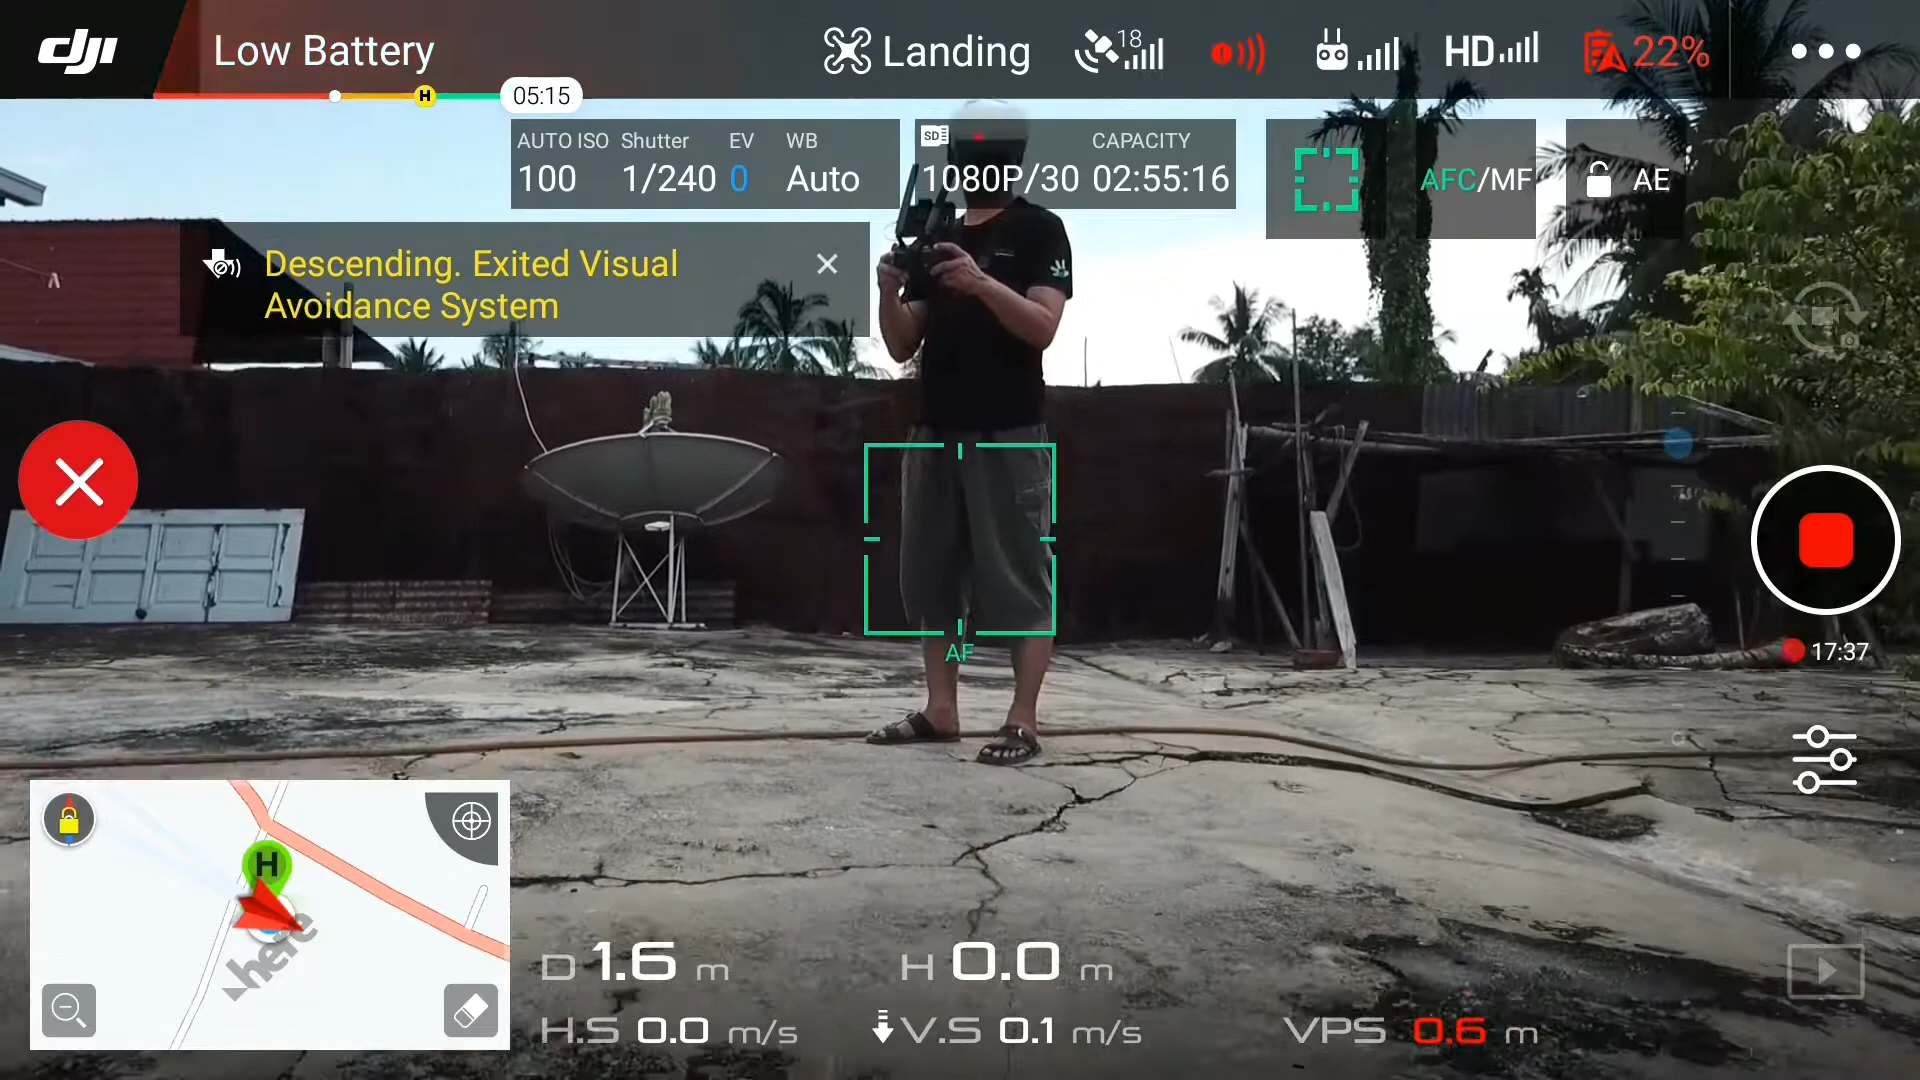 dji
Low Battery
Landing
18
HD
22%
H
05:15
AUTO ISO Shutter EV WB
100 1/240 0 Auto
SD
CAPACITY
1080P/30 02:55:16
AFC/MF
AE
Descending. Exited Visual
Avoidance System
AF
17:37
H
here
D 1.6 m
H 0.0 m
H.S 0.0 m/s
V.S 0.1 m/s
VPS 0.6 m